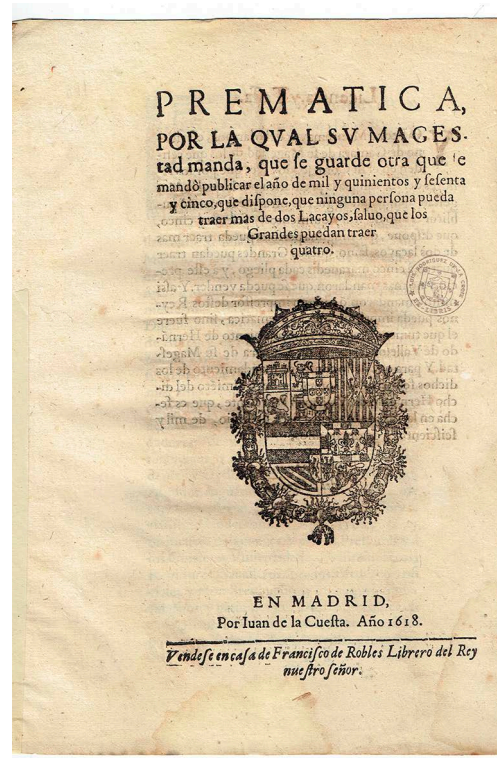 PREMATICA,
POR LA QVAL SV MAGES-
tad manda, que ſe guarde otra que ſe
mandò publicar el año de mil y quinientos y ſeſenta
y cinco, que diſpone, que ninguna perſona pueda
traer mas de dos Lacayos, ſaluo, que los
Grandes puedan traer
quatro.
EN MADRID,
Por Iuan de la Cueſta. Año 1618.
Vendeſe en caſa de Franciſco de Robles Librero del Rey
nueſtro ſeñor.